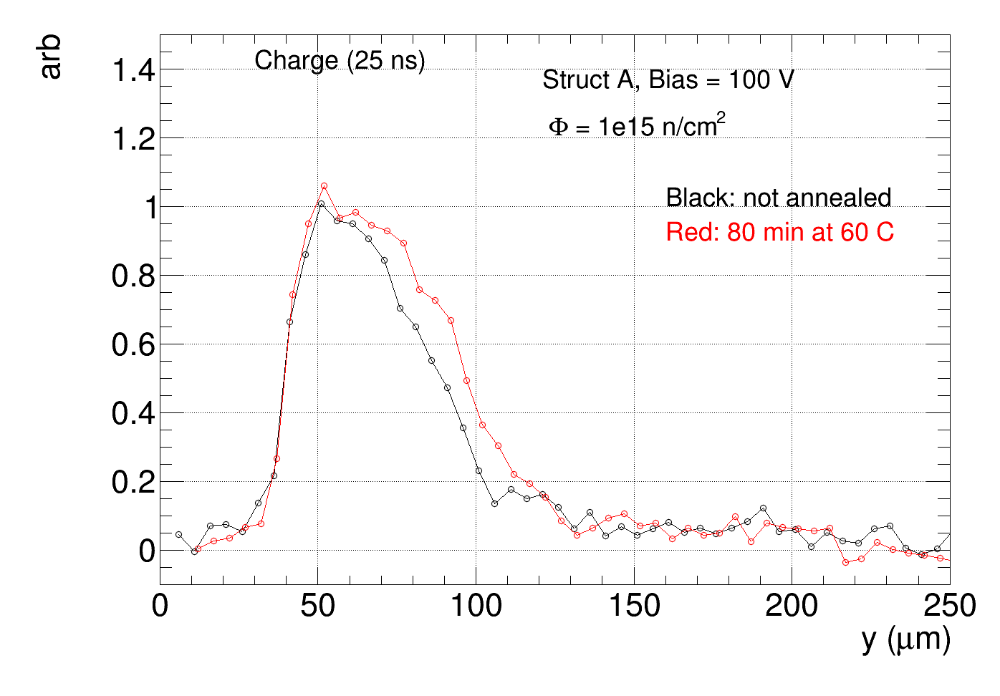 arb
Charge (25 ns)
Struct A, Bias = 100 V
Φ = 1e15 n/cm²
Black: not annealed
Red: 80 min at 60 C
1.4
1.2
1
0.8
0.6
0.4
0.2
0
0 50 100 150 200 250
y (μm)